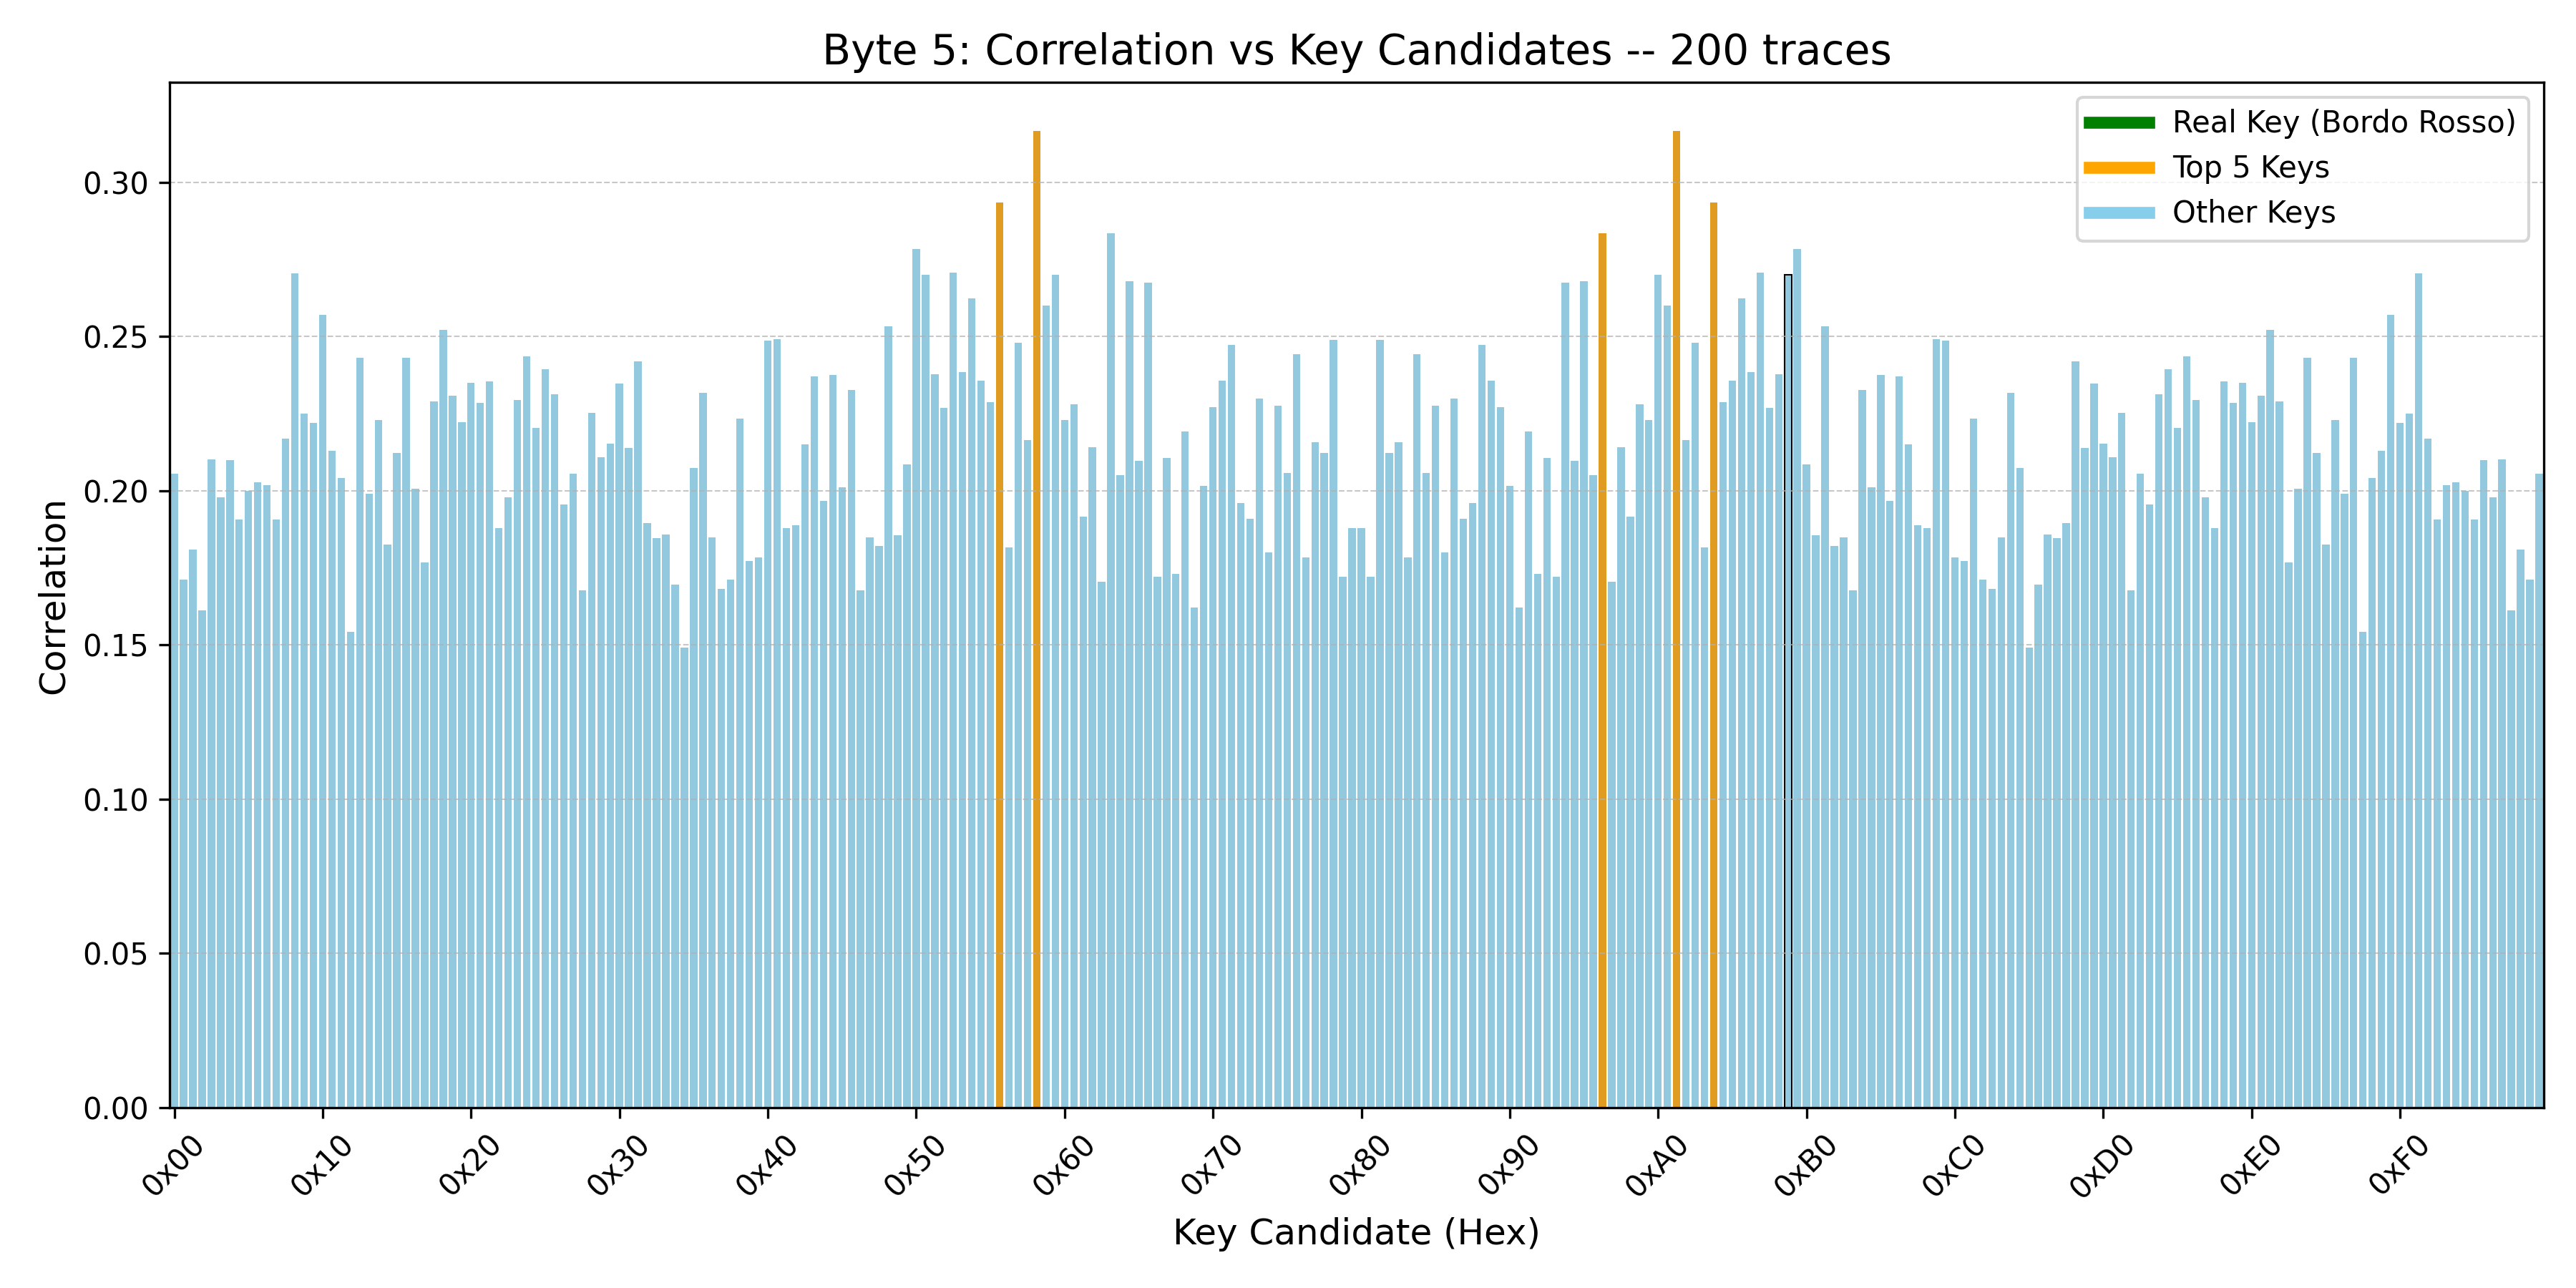 Byte 5: Correlation vs Key Candidates -- 200 traces
Real Key (Bordo Rosso)
Top 5 Keys
Other Keys
Correlation
0.30
0.25
0.20
0.15
0.10
0.05
0.00
0x00 0x10 0x20 0x30 0x40 0x50 0x60 0x70 0x80 0x90 0xA0 0xB0 0xC0 0xD0 0xE0 0xF0
Key Candidate (Hex)